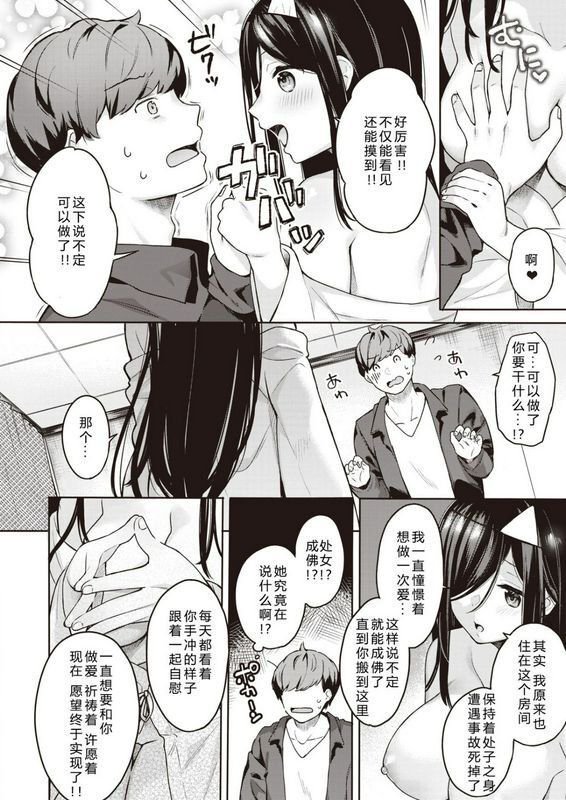 むに♡
啊♥
好厉害!!
不仅能看见
还能摸到!!
ビクッ
ガバッ
这下说不定
可以做了!!
可…可以做了
你要干什么…!?
あわ
あわ
那个…
其实 我原来也
住在这个房间
保持着处子之身
遭遇事故死掉了
我一直憧憬着
想做一次爱…
这样说不定
就能成佛了
直到你搬到这里
处女!?
成佛!?
她究竟在
说什么啊!?
ポカーン
每天都看着
你手冲的样子
跟着一起自慰
一直想要和你
做爱 祈祷着 许愿着
现在 愿望终于实现了!!